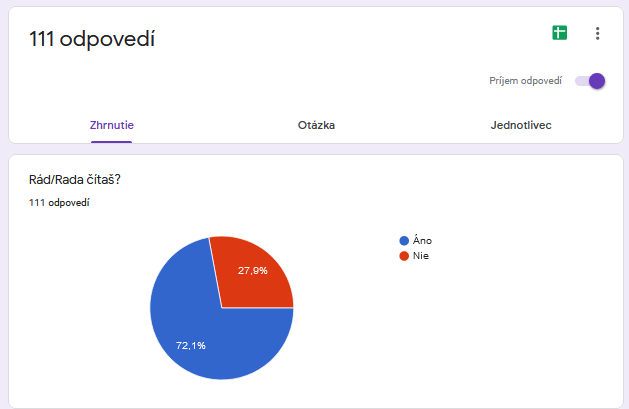 111 odpovedí
Príjem odpovedí
Zhrnutie
Otázka
Jednotlivec
Rád/Rada čítaš?
111 odpovedí
Áno
Nie
27,9%
72,1%